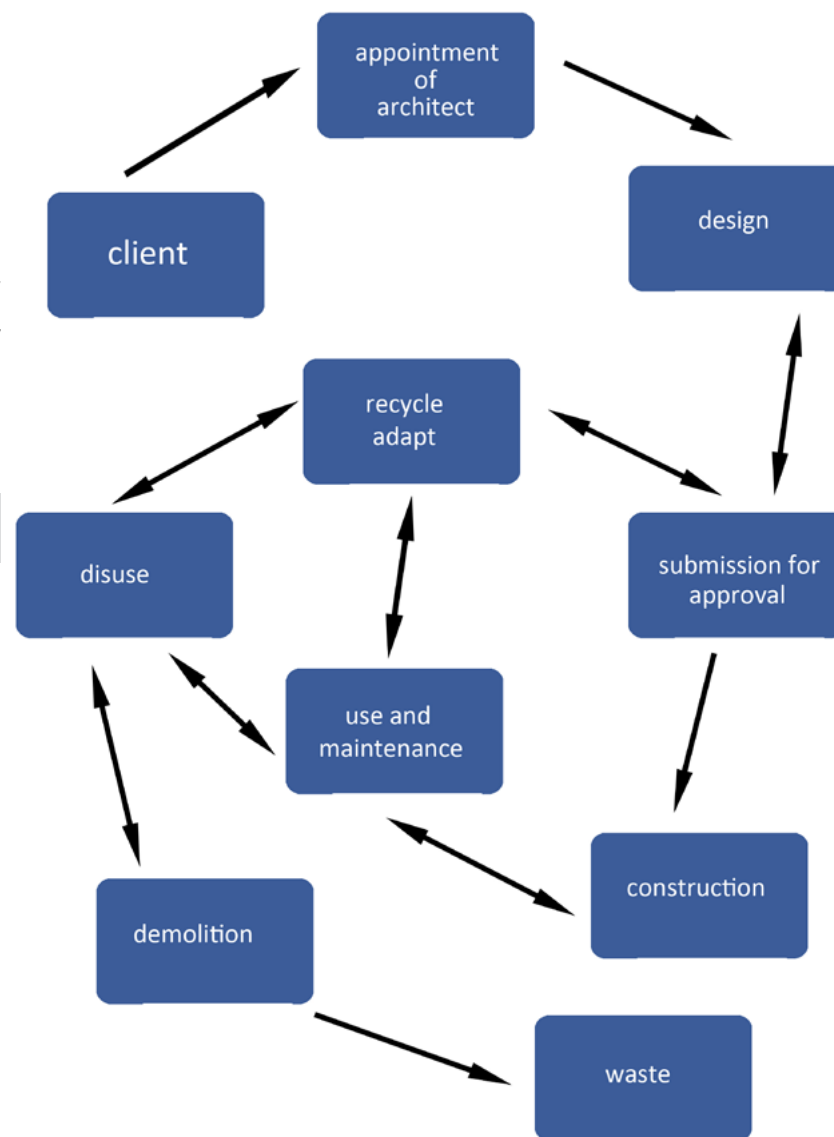 appointment
of
architect
client
design
recycle
adapt
disuse
submission for
approval
use and
maintenance
construction
demolition
waste